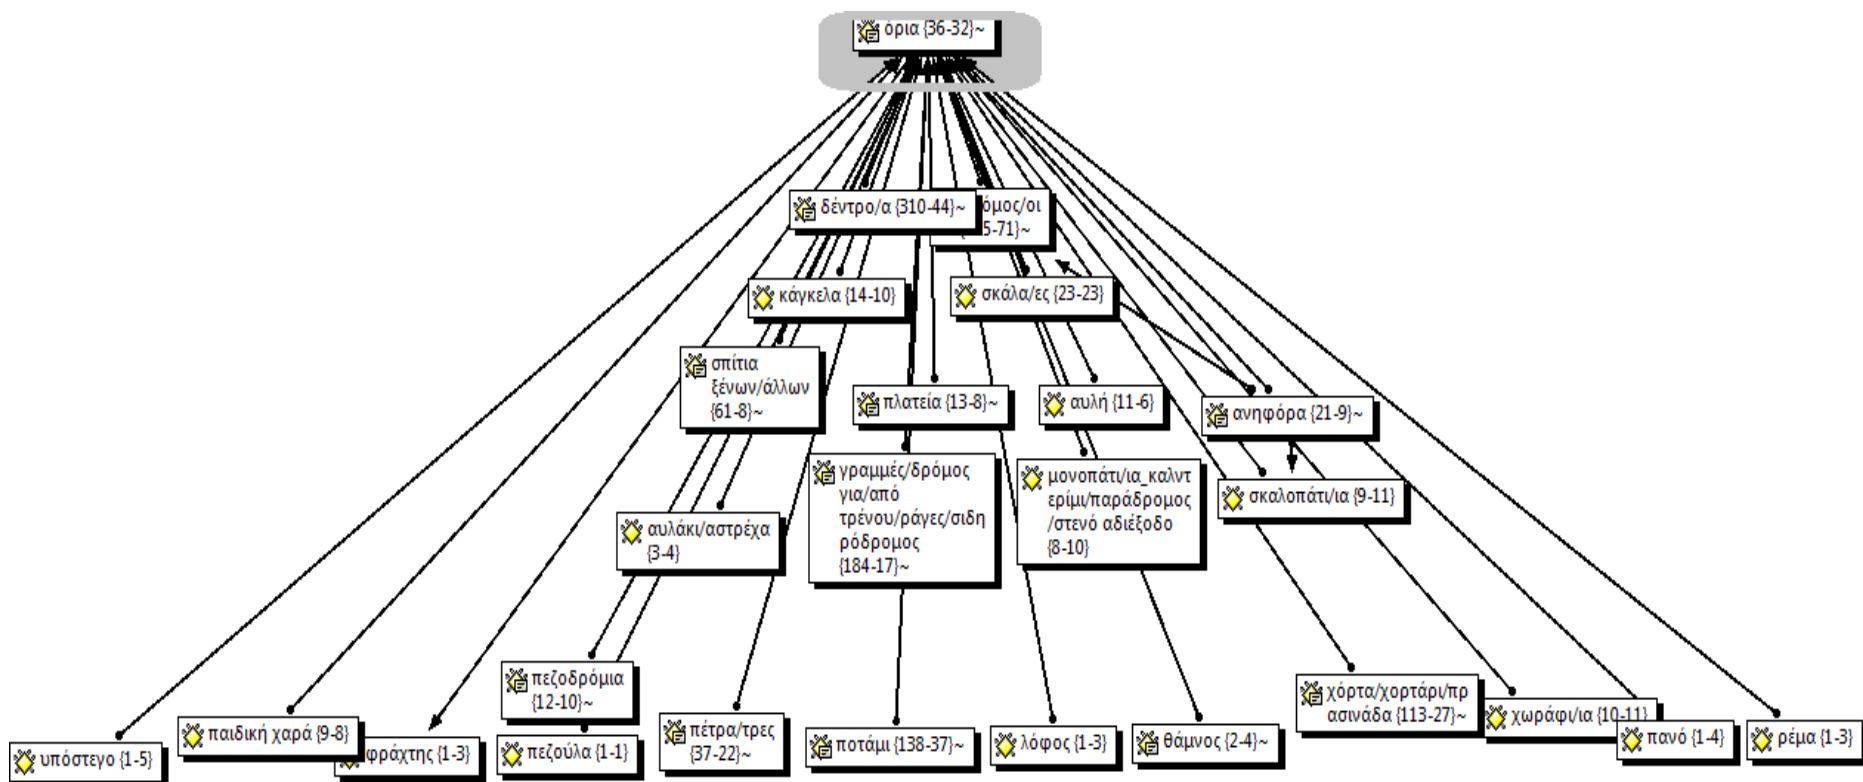 όρια {36-32}~
δέντρο/α {310-44}~
όμος/οι
5-71}~
κάγκελα {14-10}
σκάλα/ες {23-23}
σπίτια
ξένων/άλλων
{61-8}~
πλατεία {13-8}~
αυλή {11-6}
ανηφόρα {21-9}~
γραμμές/δρόμος
για/από
τρένου/ράγες/σιδη
ρόδρομος
{184-17}~
μονοπάτι/ια_καλντ
ερίμι/παράδρομος
/στενό αδιέξοδο
{8-10}
σκαλοπάτι/ια {9-11}
αυλάκι/αστρέχα
{3-4}
πεζοδρόμια
{12-10}~
χόρτα/χορτάρι/πρ
ασινάδα {113-27}~
υπόστεγο {1-5}
παιδική χαρά {9-8}
φράχτης {1-3}
πεζούλα {1-1}
πέτρα/τρες
{37-22}~
ποτάμι {138-37}~
λόφος {1-3}
θάμνος {2-4}~
χωράφι/ια {10-11}
πανό {1-4}
ρέμα {1-3}